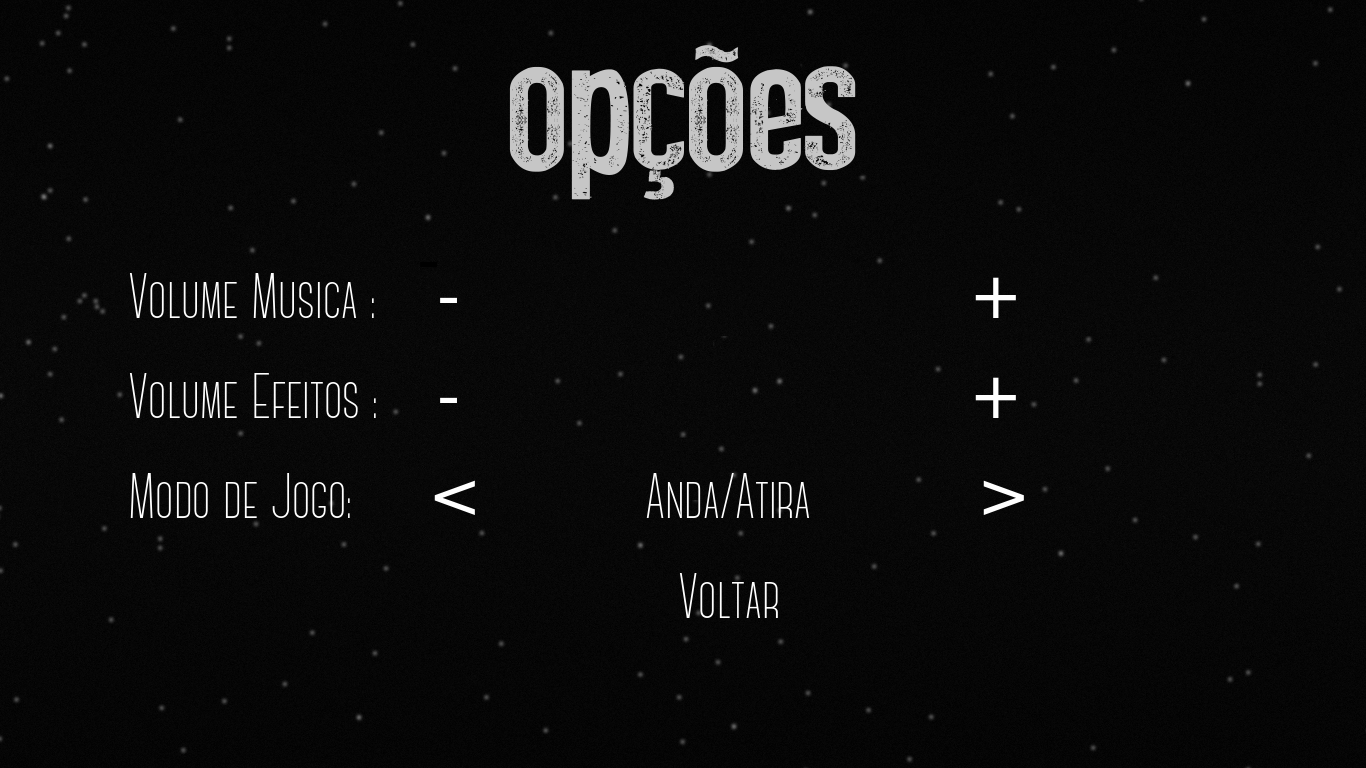 opções
Volume Musica : - +
Volume Efeitos : - +
Modo de Jogo: < Anda/Atira >
Voltar